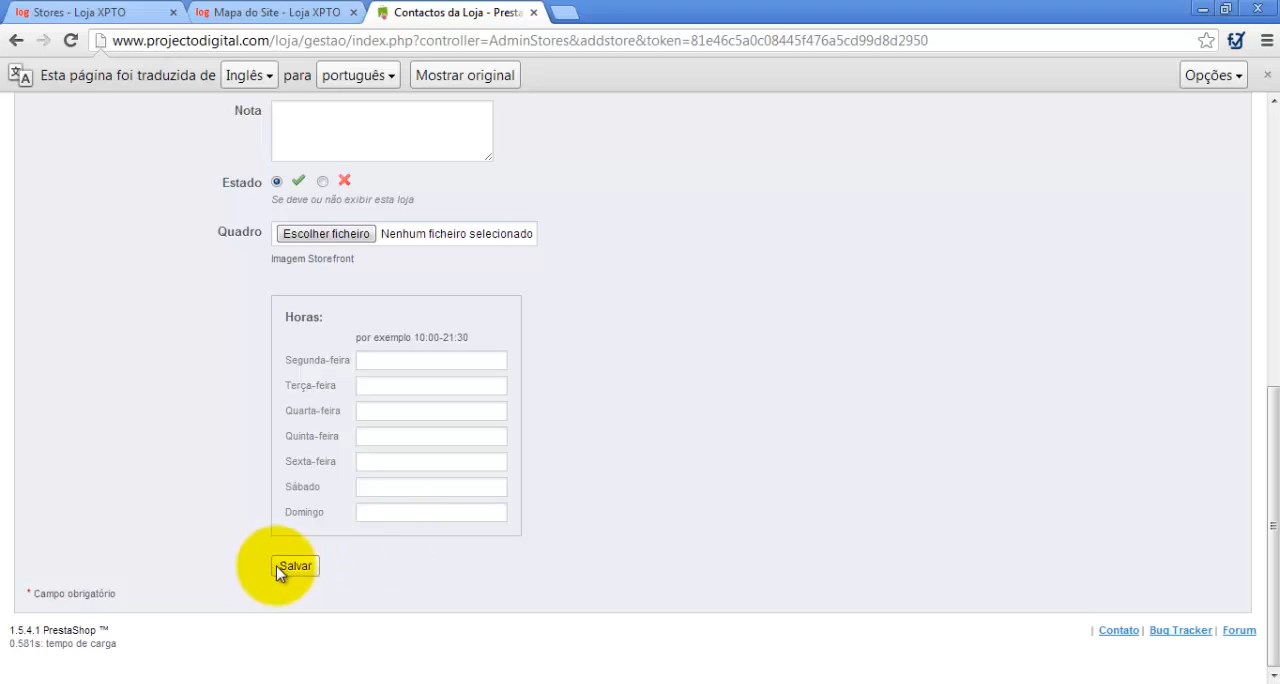 log Stores - Loja XPTO
log Mapa do Site - Loja XPTO
Contactos da Loja - Presta
www.projectodigital.com/loja/gestao/index.php?controller=AdminStores&addstore&token=81e46c5a0c08445f476a5cd99d8d2950
Esta página foi traduzida de Inglês para português Mostrar original Opções
Nota
Estado
Se deve ou não exibir esta loja
Quadro Escolher ficheiro Nenhum ficheiro selecionado
Imagem Storefront
Horas:
por exemplo 10:00-21:30
Segunda-feira
Terça-feira
Quarta-feira
Quinta-feira
Sexta-feira
Sábado
Domingo
Salvar
* Campo obrigatório
1.5.4.1 PrestaShop ™
0.581s: tempo de carga
| Contato | Bug Tracker | Forum